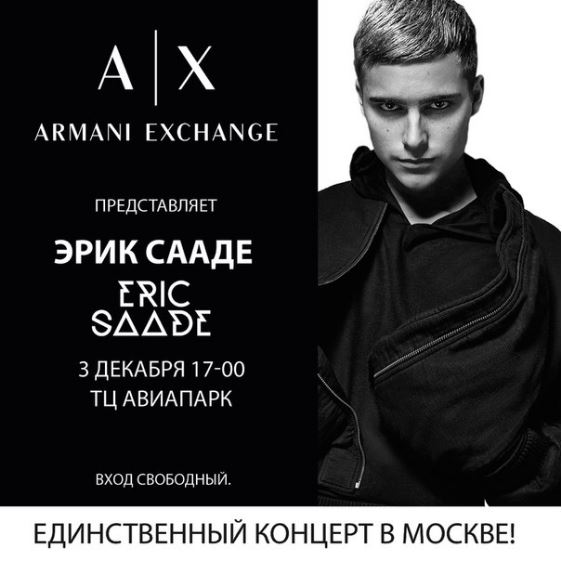 A|X
ARMANI EXCHANGE
ПРЕДСТАВЛЯЕТ
ЭРИК СААДЕ
ERIC
SAADE
3 ДЕКАБРЯ 17-00
ТЦ АВИАПАРК
ВХОД СВОБОДНЫЙ.
ЕДИНСТВЕННЫЙ КОНЦЕРТ В МОСКВЕ!